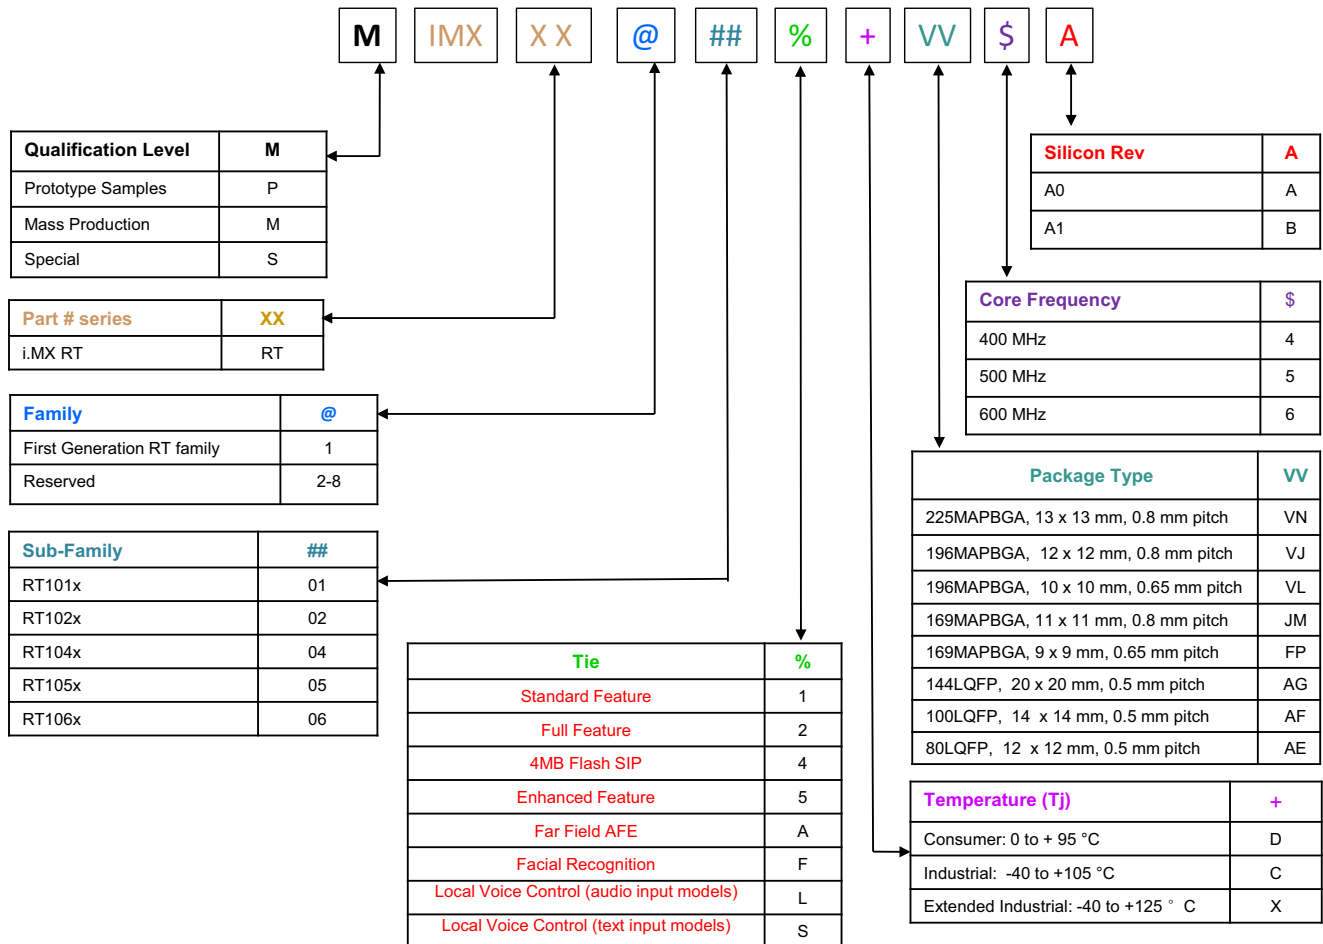 M IMX X X @ ## % + VV $ A
Qualification Level M
Prototype Samples P
Mass Production M
Special S
Part # series XX
i.MX RT RT
Family @
First Generation RT family 1
Reserved 2-8
Sub-Family ##
RT101x 01
RT102x 02
RT104x 04
RT105x 05
RT106x 06
Tie %
Standard Feature 1
Full Feature 2
4MB Flash SIP 4
Enhanced Feature 5
Far Field AFE A
Facial Recognition F
Local Voice Control (audio input models) L
Local Voice Control (text input models) S
Silicon Rev A
A0 A
A1 B
Core Frequency $
400 MHz 4
500 MHz 5
600 MHz 6
Package Type VV
225MAPBGA, 13 x 13 mm, 0.8 mm pitch VN
196MAPBGA, 12 x 12 mm, 0.8 mm pitch VJ
196MAPBGA, 10 x 10 mm, 0.65 mm pitch VL
169MAPBGA, 11 x 11 mm, 0.8 mm pitch JM
169MAPBGA, 9 x 9 mm, 0.65 mm pitch FP
144LQFP, 20 x 20 mm, 0.5 mm pitch AG
100LQFP, 14 x 14 mm, 0.5 mm pitch AF
80LQFP, 12 x 12 mm, 0.5 mm pitch AE
Temperature (Tj) +
Consumer: 0 to + 95 °C D
Industrial: -40 to +105 °C C
Extended Industrial: -40 to +125 ° C X